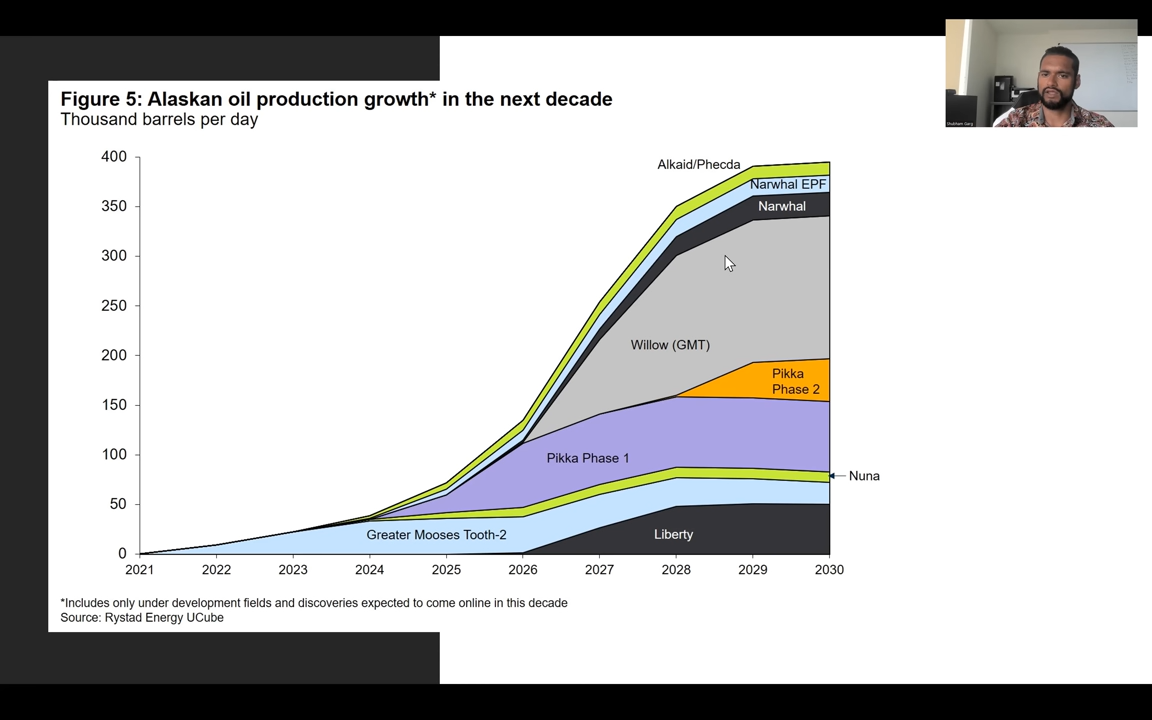 Figure 5: Alaskan oil production growth* in the next decade
Thousand barrels per day
400
350
300
250
200
150
100
50
0
Alkaid/Phecda
Narwhal EPF
Narwhal
Willow (GMT)
Pikka
Phase 2
Pikka Phase 1
Nuna
Greater Mooses Tooth-2
Liberty
2021 2022 2023 2024 2025 2026 2027 2028 2029 2030
*Includes only under development fields and discoveries expected to come online in this decade
Source: Rystad Energy UCube